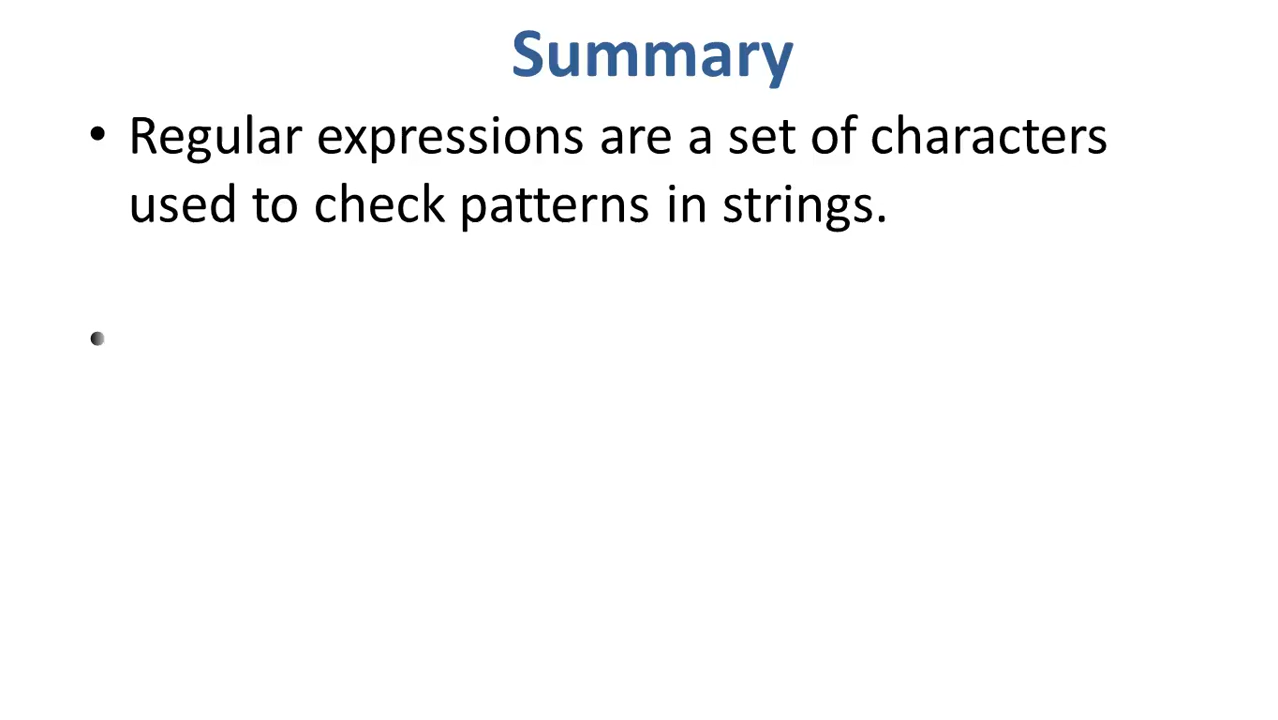 Summary
• Regular expressions are a set of characters
used to check patterns in strings.
•